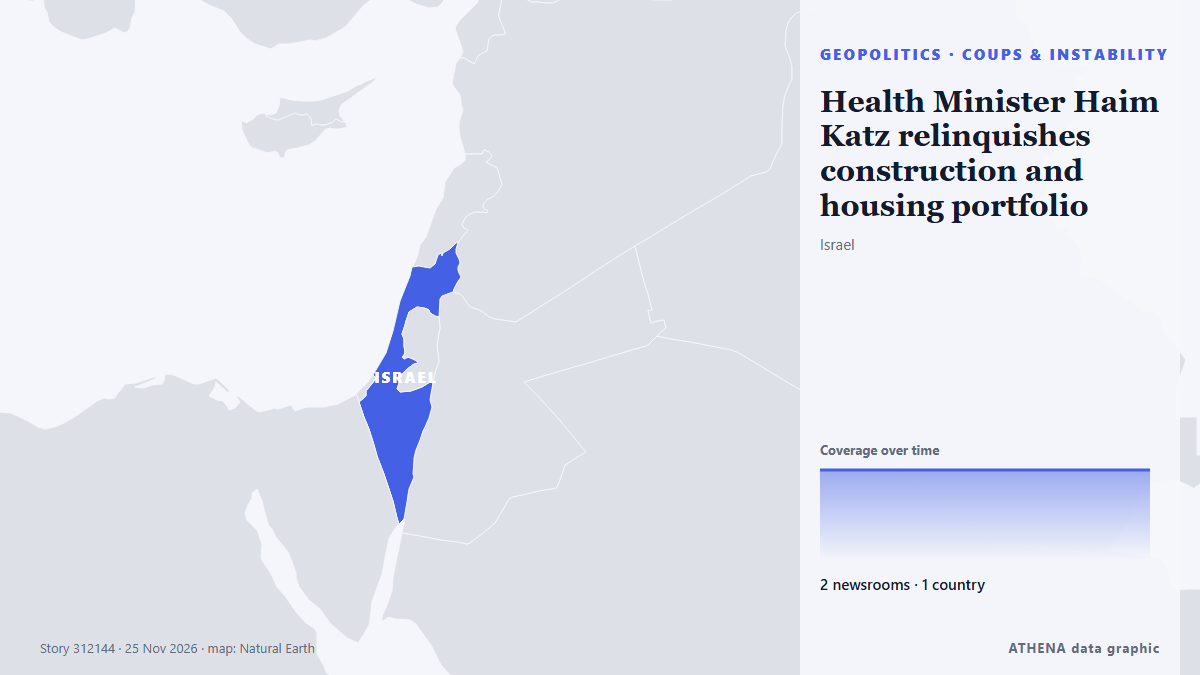 GEOPOLITICS · COUPS & INSTABILITY
Health Minister Haim
Katz relinquishes
construction and
housing portfolio
Israel
ISRAEL
Coverage over time
2 newsrooms · 1 country
Story 312144 · 25 Nov 2026 · map: Natural Earth
ATHENA data graphic